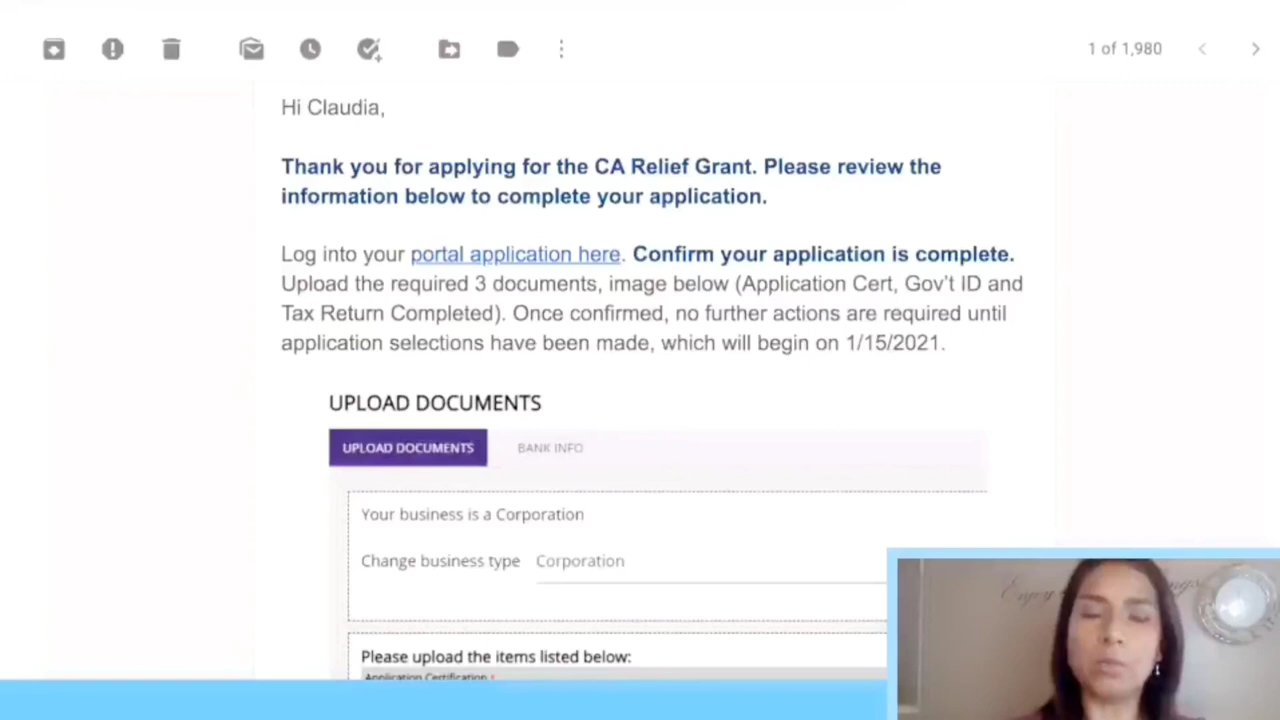 1 of 1,980
Hi Claudia,
Thank you for applying for the CA Relief Grant. Please review the
information below to complete your application.
Log into your portal application here. Confirm your application is complete.
Upload the required 3 documents, image below (Application Cert, Gov't ID and
Tax Return Completed). Once confirmed, no further actions are required until
application selections have been made, which will begin on 1/15/2021.
UPLOAD DOCUMENTS
UPLOAD DOCUMENTS BANK INFO
Your business is a Corporation
Change business type Corporation
Please upload the items listed below:
Application Certification *
Enjoy